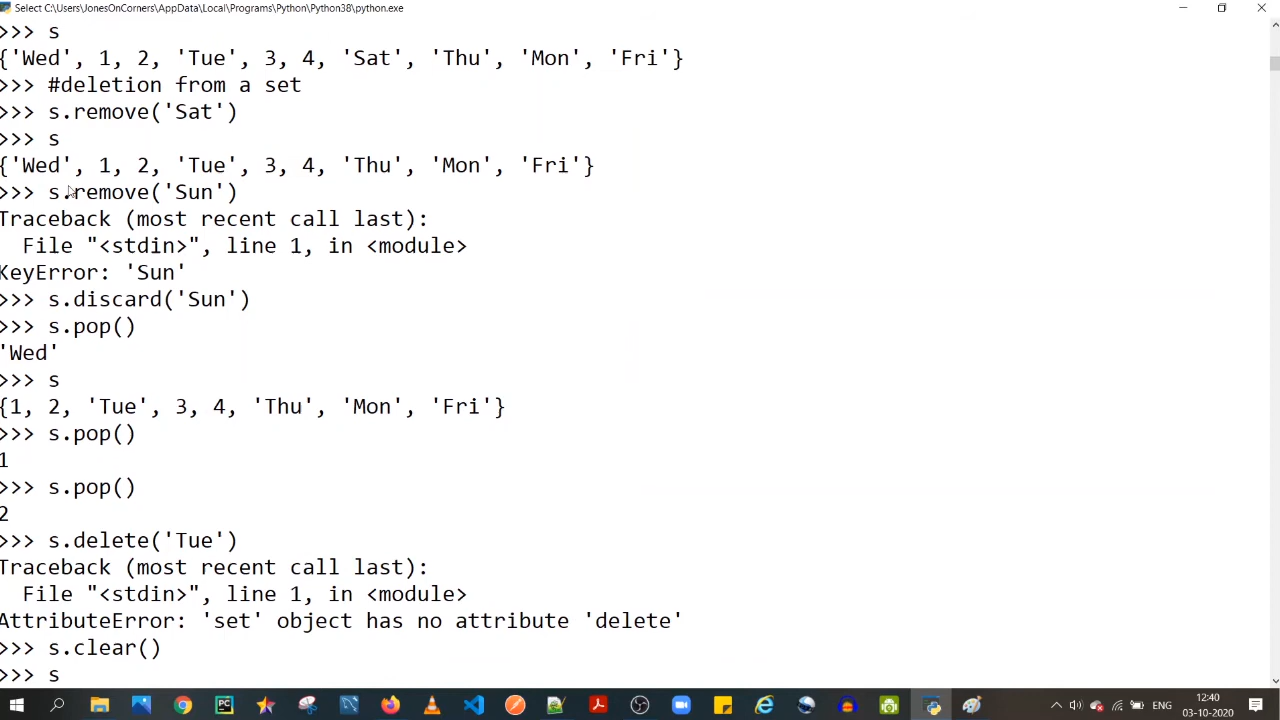 Select C:\Users\JonesOnCorners\AppData\Local\Programs\Python\Python38\python.exe
>>> s
{'Wed', 1, 2, 'Tue', 3, 4, 'Sat', 'Thu', 'Mon', 'Fri'}
>>> #deletion from a set
>>> s.remove('Sat')
>>> s
{'Wed', 1, 2, 'Tue', 3, 4, 'Thu', 'Mon', 'Fri'}
>>> s.remove('Sun')
Traceback (most recent call last):
  File "<stdin>", line 1, in <module>
KeyError: 'Sun'
>>> s.discard('Sun')
>>> s.pop()
'Wed'
>>> s
{1, 2, 'Tue', 3, 4, 'Thu', 'Mon', 'Fri'}
>>> s.pop()
1
>>> s.pop()
2
>>> s.delete('Tue')
Traceback (most recent call last):
  File "<stdin>", line 1, in <module>
AttributeError: 'set' object has no attribute 'delete'
>>> s.clear()
>>> s
PC
ENG
12:40
03-10-2020